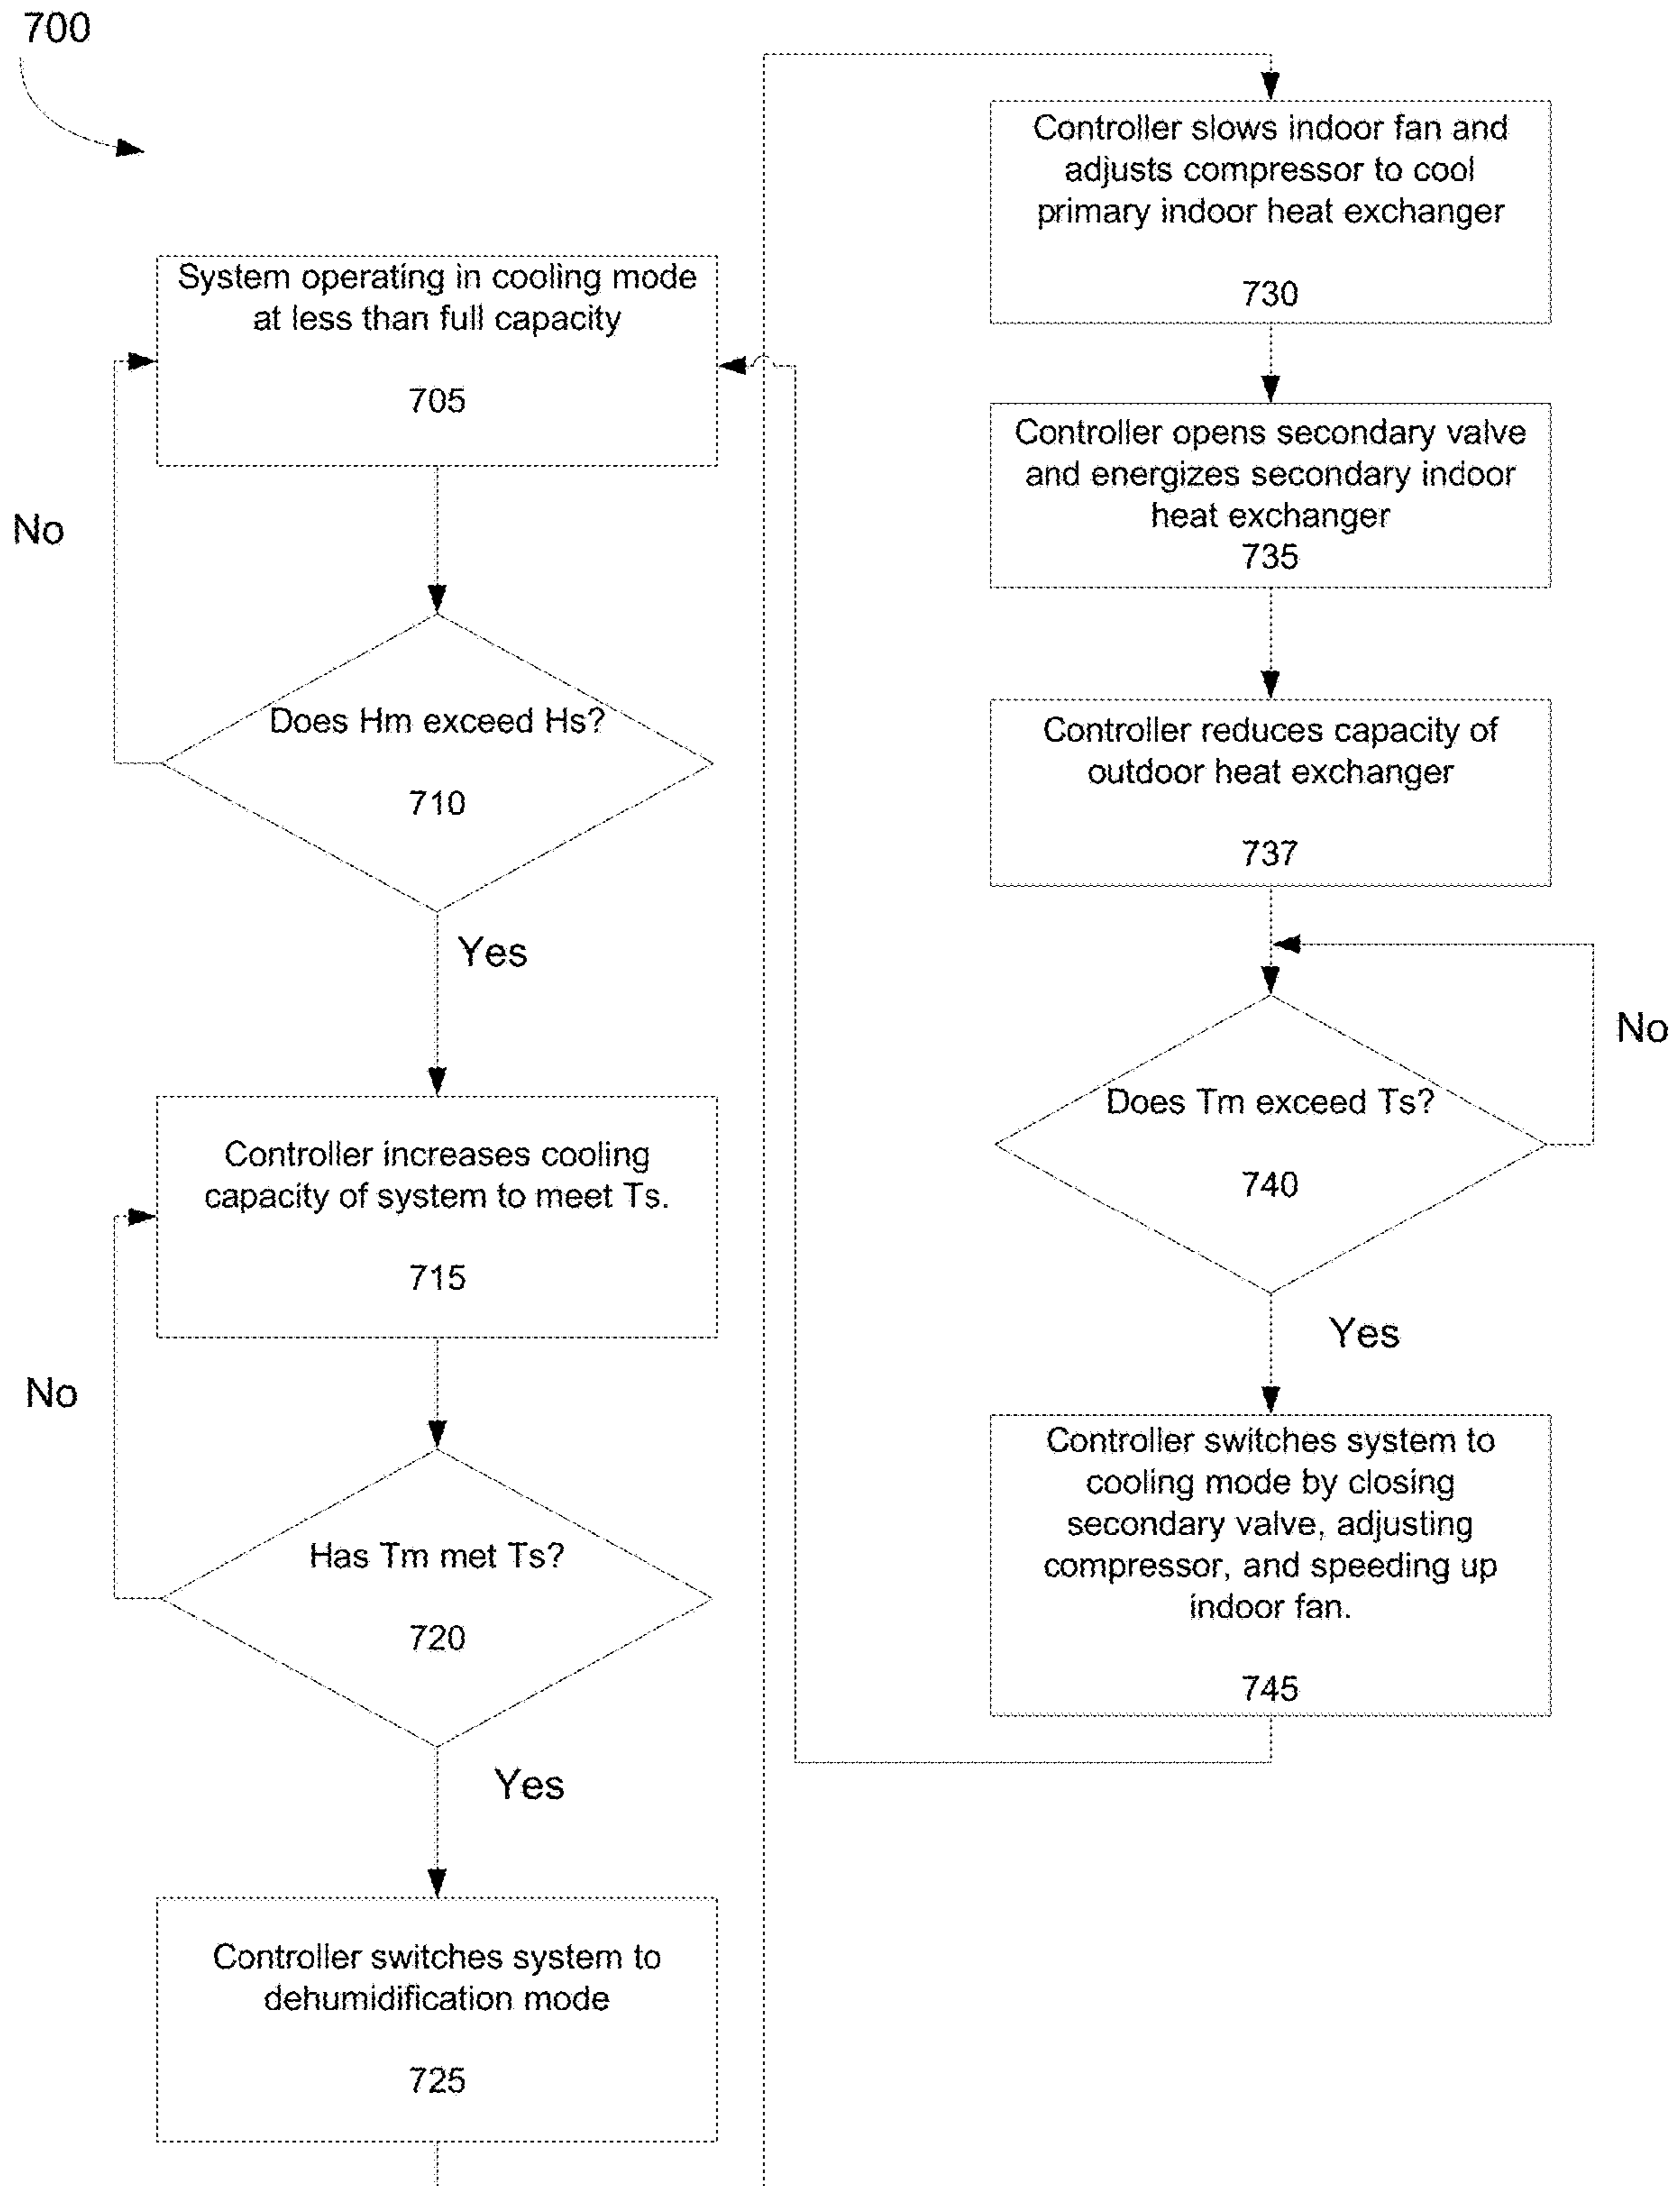 700
System operating in cooling mode
at less than full capacity
705
No
Does Hm exceed Hs?
710
Yes
Controller increases cooling
capacity of system to meet Ts.
715
No
Has Tm met Ts?
720
Yes
Controller switches system to
dehumidification mode
725
Controller slows indoor fan and
adjusts compressor to cool
primary indoor heat exchanger
730
Controller opens secondary valve
and energizes secondary indoor
heat exchanger
735
Controller reduces capacity of
outdoor heat exchanger
737
No
Does Tm exceed Ts?
740
Yes
Controller switches system to
cooling mode by closing
secondary valve, adjusting
compressor, and speeding up
indoor fan.
745